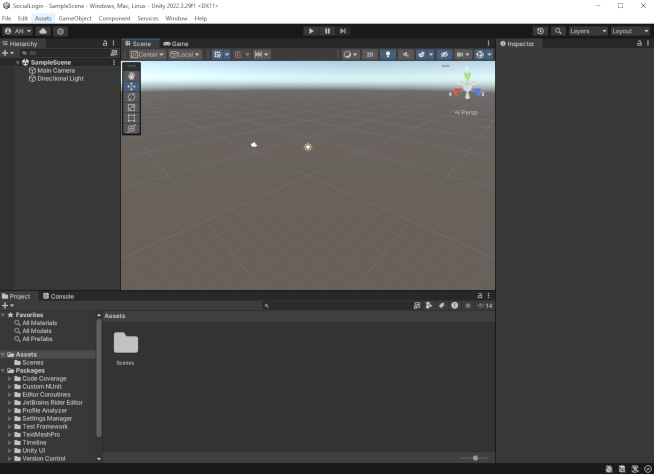 SocialLogin - SampleScene - Windows, Mac, Linux - Unity 2022.3.29f1 <DX11>
File Edit Assets GameObject Component Services Window Help
AN Layers Layout
Hierarchy Scene Game Inspector
All Center Local 2D
SampleScene
Main Camera
Directional Light
y
x z
Persp
Project Console
14
Favorites
All Materials
All Models
All Prefabs
Assets
Scenes
Packages
Code Coverage
Custom NUnit
Editor Coroutines
JetBrains Rider Editor
Profile Analyzer
Settings Manager
Test Framework
TextMeshPro
Timeline
Unity UI
Version Control
Assets
Scenes